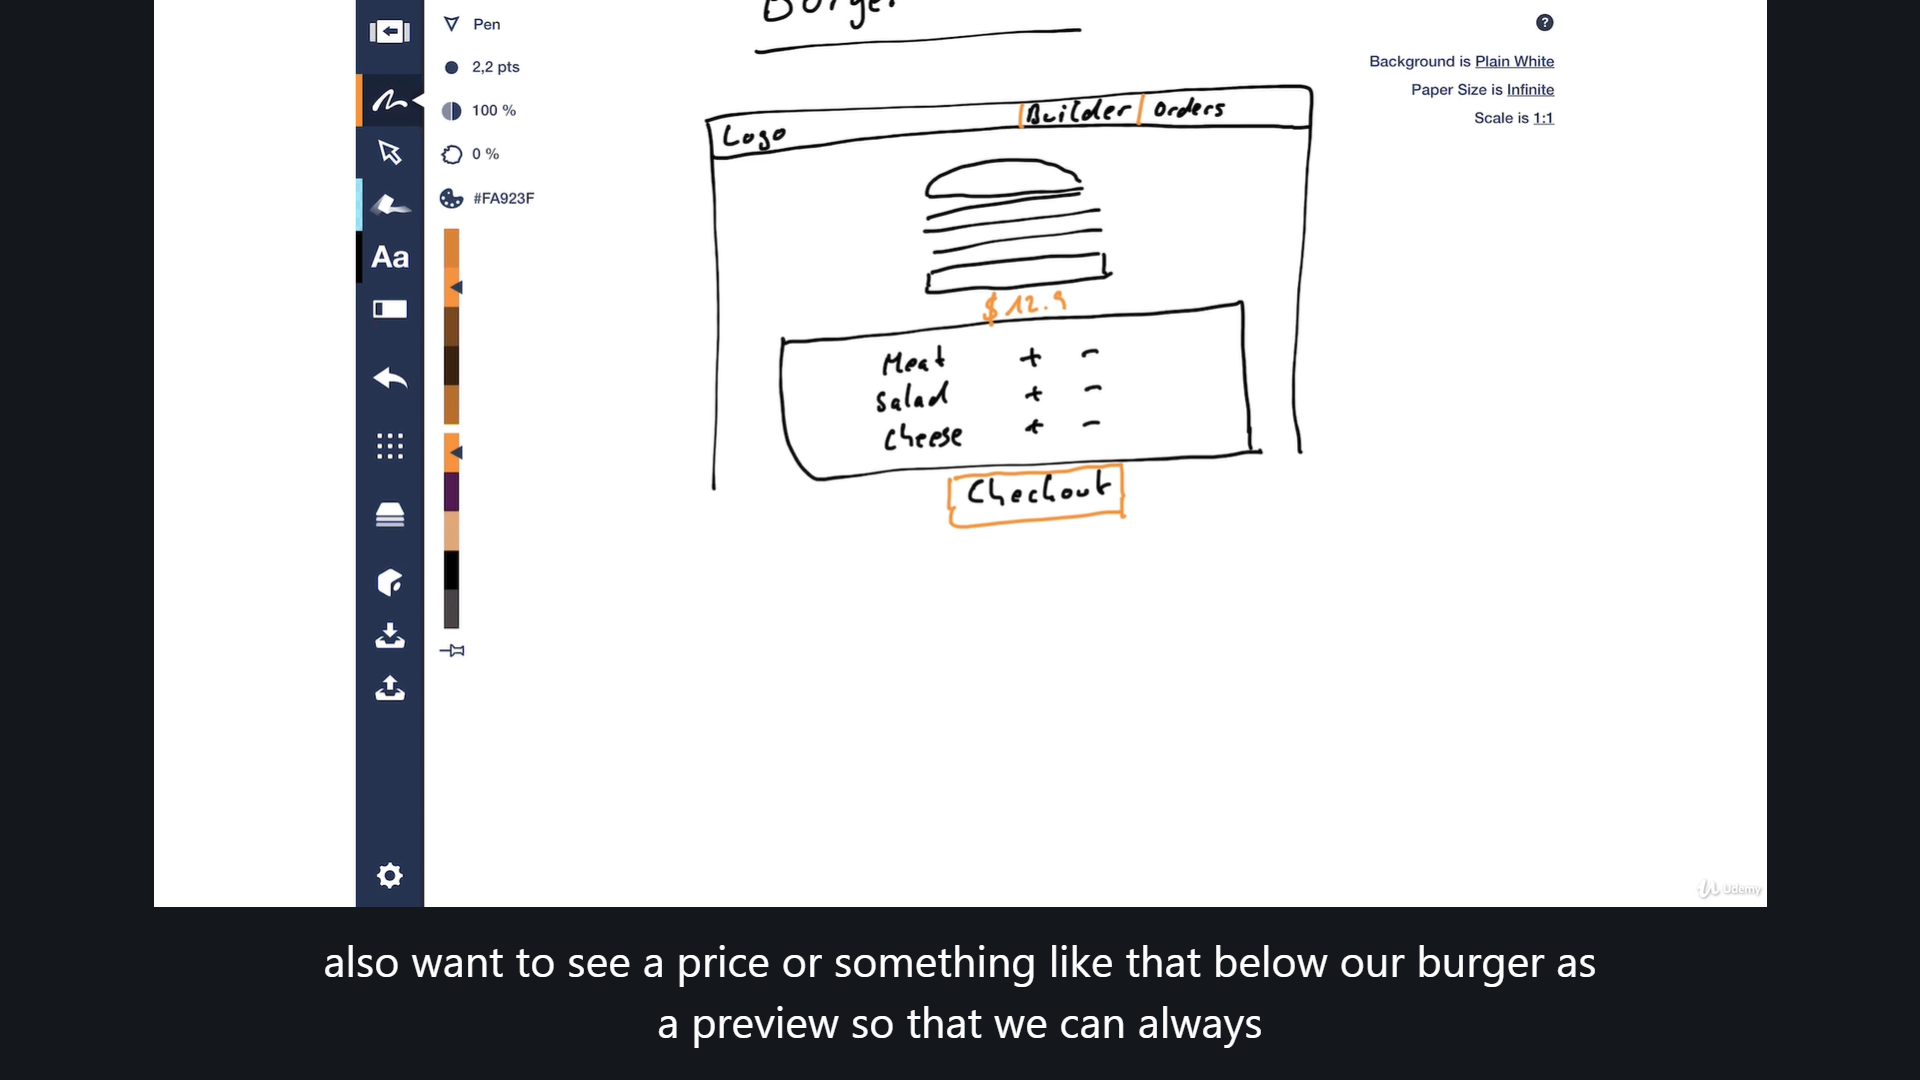 Burger
Pen
2,2 pts
100 %
0 %
#FA923F
Aa
?
Background is Plain White
Paper Size is Infinite
Scale is 1:1
Logo
Builder
Orders
$12.9
Meat + -
Salad + -
Cheese + -
Checkout
Udemy
also want to see a price or something like that below our burger as
a preview so that we can always